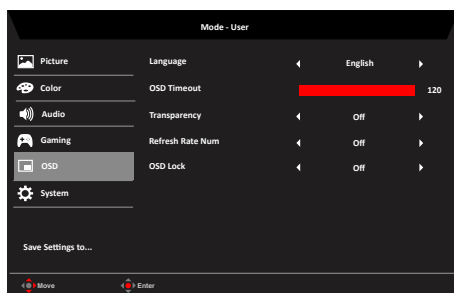 Mode - User
Picture
Language English
Color
OSD Timeout 120
Audio
Transparency Off
Gaming
Refresh Rate Num Off
OSD
OSD Lock Off
System
Save Settings to...
Move Enter